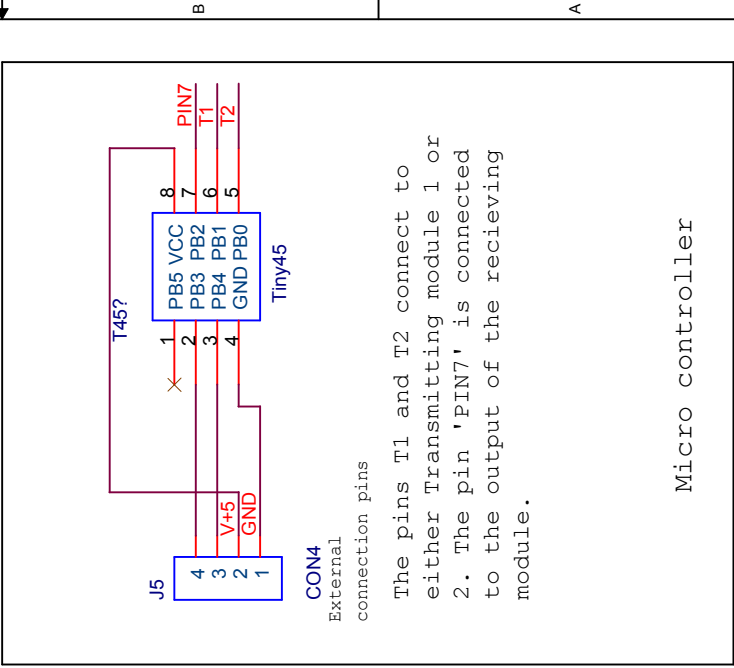 B
A
T45?
J5
4
3
2
1
V+5
GND
CON4
External
connection pins
1
2
3
4
PB5 VCC
PB3 PB2
PB4 PB1
GND PB0
8
7
6
5
Tiny45
PIN7
T1
T2
The pins T1 and T2 connect to
either Transmitting module 1 or
2. The pin 'PIN7' is connected
to the output of the recieving
module.
Micro controller